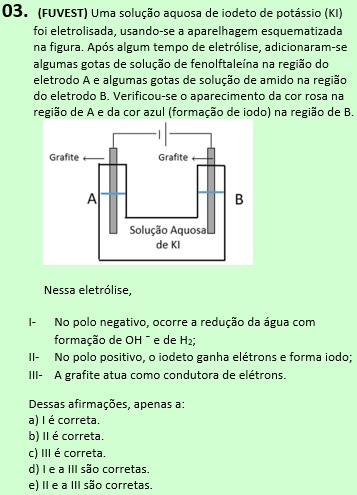 03. (FUVEST) Uma solução aquosa de iodeto de potássio (KI)
foi eletrolisada, usando-se a aparelhagem esquematizada
na figura. Após algum tempo de eletrólise, adicionaram-se
algumas gotas de solução de fenolftaleína na região do
eletrodo A e algumas gotas de solução de amido na região
do eletrodo B. Verificou-se o aparecimento da cor rosa na
região de A e da cor azul (formação de iodo) na região de B.
Grafite Grafite
A B
Solução Aquosa
de KI
Nessa eletrólise,
I- No polo negativo, ocorre a redução da água com
formação de OH⁻ e de H₂;
II- No polo positivo, o iodeto ganha elétrons e forma iodo;
III- A grafite atua como condutora de elétrons.
Dessas afirmações, apenas a:
a) I é correta.
b) II é correta.
c) III é correta.
d) I e a III são corretas.
e) II e a III são corretas.